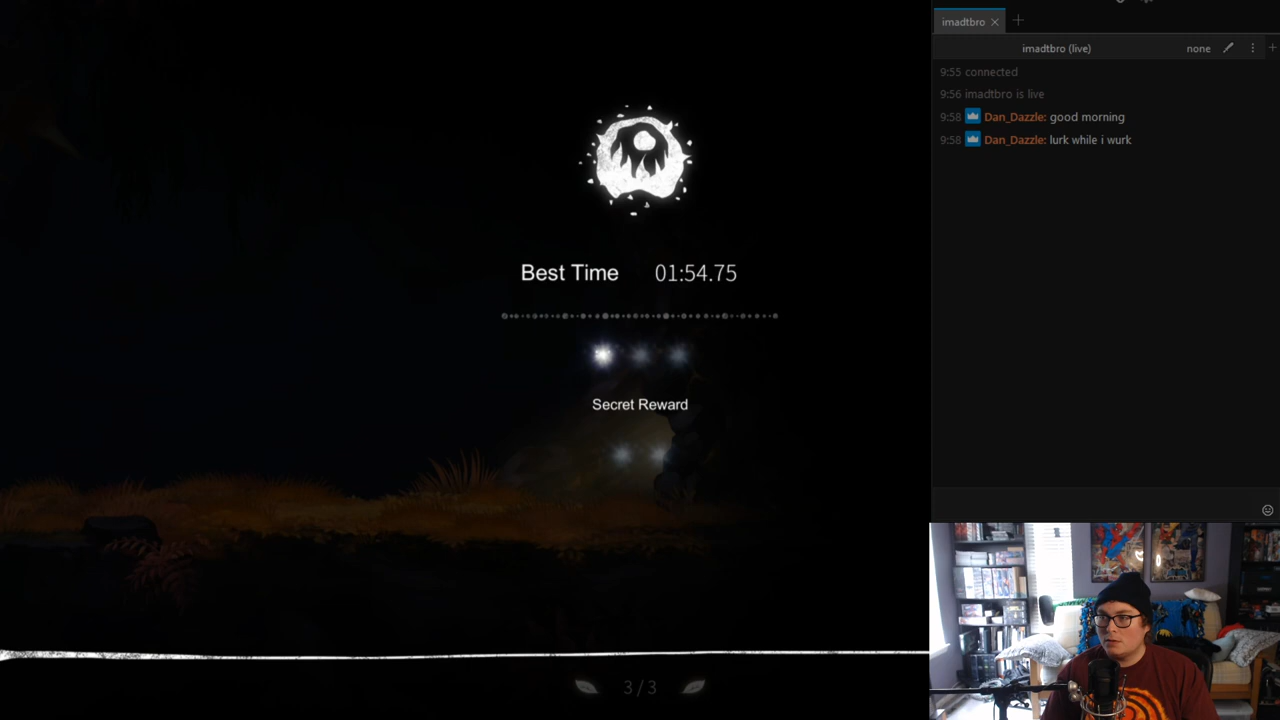 imadtbro
imadtbro (live)
none
9:55 connected
9:56 imadtbro is live
9:58 Dan_Dazzle: good morning
9:58 Dan_Dazzle: lurk while i wurk
Best Time 01:54.75
Secret Reward
3/3